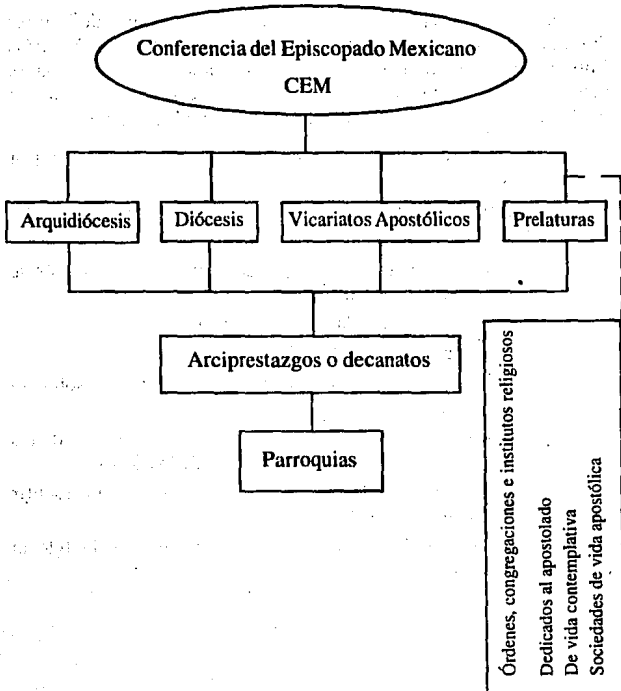 Conferencia del Episcopado Mexicano
CEM
Arquidiócesis
Diócesis
Vicariatos Apostólicos
Prelaturas
Arciprestazgos o decanatos
Parroquias
Órdenes, congregaciones e institutos religiosos
Dedicados al apostolado
De vida contemplativa
Sociedades de vida apostólica